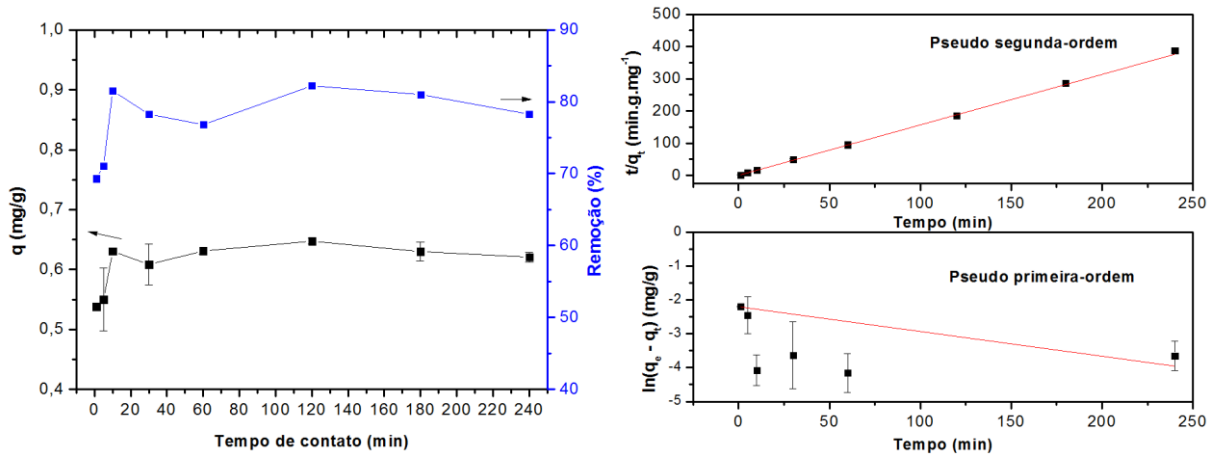 1,0
0,9
0,8
0,7
0,6
0,5
0,4
q (mg/g)
90
80
70
60
50
40
Remoção (%)
0 20 40 60 80 100 120 140 160 180 200 220 240
Tempo de contato (min)
500
400
300
200
100
0
t/qt (min.g.mg-1)
Pseudo segunda-ordem
0 50 100 150 200 250
Tempo (min)
0
-1
-2
-3
-4
-5
ln(qe - qt) (mg/g)
Pseudo primeira-ordem
0 50 100 150 200 250
Tempo (min)